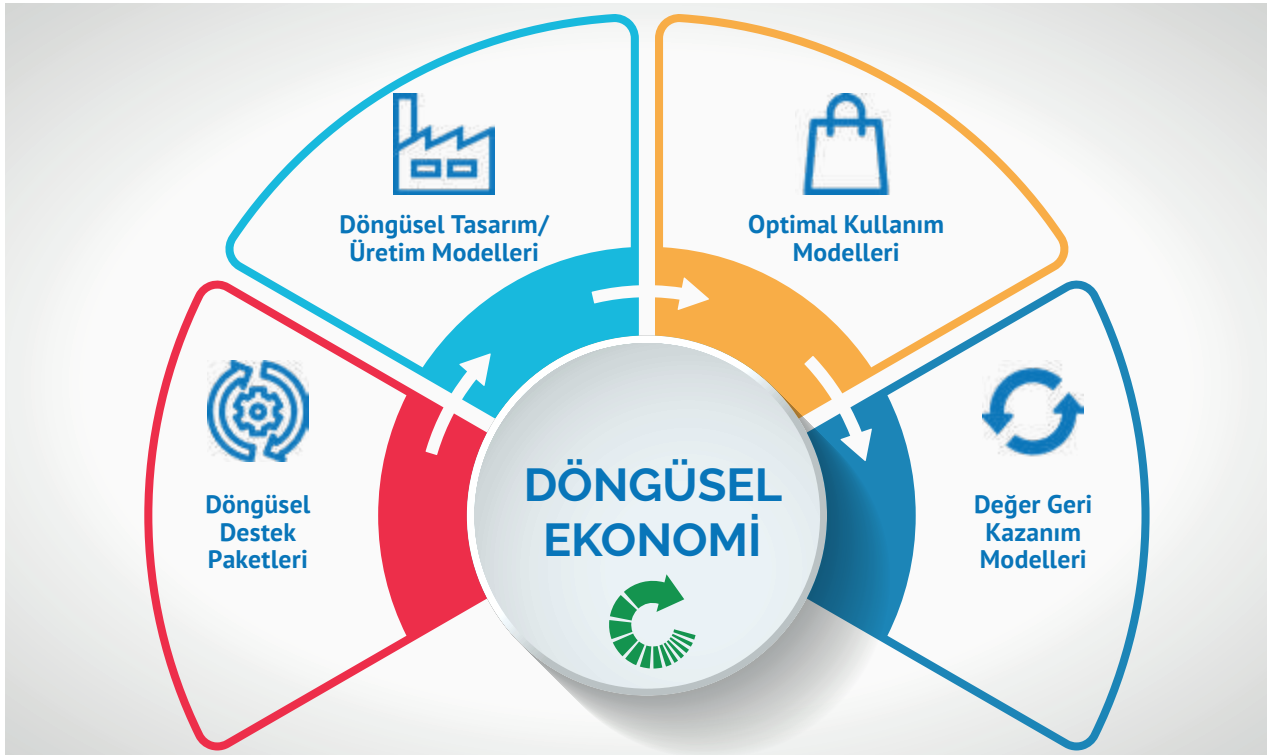 Döngüsel Tasarım/
Üretim Modelleri
Optimal Kullanım
Modelleri
Döngüsel
Destek
Paketleri
DÖNGÜSEL
EKONOMİ
Değer Geri
Kazanım
Modelleri